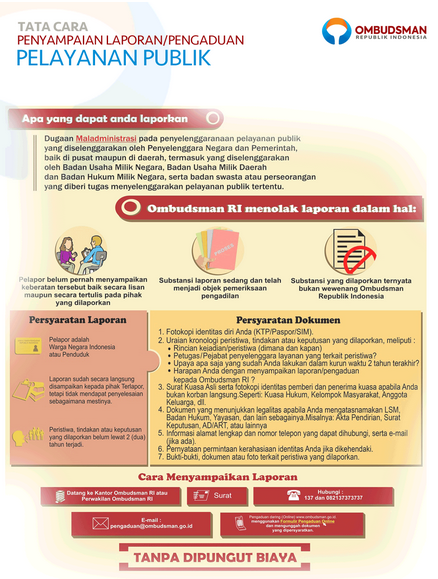 TATA CARA
PENYAMPAIAN LAPORAN/PENGADUAN
PELAYANAN PUBLIK
OMBUDSMAN
REPUBLIK INDONESIA
Apa yang dapat anda laporkan
Dugaan Maladministrasi pada penyelenggaranaan pelayanan publik
yang diselenggarakan oleh Penyelenggara Negara dan Pemerintah,
baik di pusat maupun di daerah, termasuk yang diselenggarakan
oleh Badan Usaha Milik Negara, Badan Usaha Milik Daerah
dan Badan Hukum Milik Negara, serta badan swasta atau perseorangan
yang diberi tugas menyelenggarakan pelayanan publik tertentu.
Ombudsman RI menolak laporan dalam hal:
Pelapor belum pernah menyampaikan
keberatan tersebut baik secara lisan
maupun secara tertulis pada pihak
yang dilaporkan
Substansi laporan sedang dan telah
menjadi objek pemeriksaan
pengadilan
Substansi yang dilaporkan ternyata
bukan wewenang Ombudsman
Republik Indonesia
Persyaratan Laporan
Pelapor adalah
Warga Negara Indonesia
atau Penduduk
Laporan sudah secara langsung
disampaikan kepada pihak Terlapor,
tetapi tidak mendapat penyelesaian
sebagaimana mestinya.
Peristiwa, tindakan atau keputusan
yang dilaporkan belum lewat 2 (dua)
tahun terjadi.
Persyaratan Dokumen
1. Fotokopi identitas diri Anda (KTP/Paspor/SIM).
2. Uraian kronologi peristiwa, tindakan atau keputusan yang dilaporkan, meliputi :
• Rincian keiadian/peristiwa (dimana dan kapan)
• Petugas/Pejabat penyelenggara layanan yang terkait peristiwa?
• Upaya apa saja yang sudah Anda lakukan dalam kurun waktu 2 tahun terakhir?
• Harapan Anda dengan menyampaikan laporan/pengaduan
kepada Ombudsman RI ?
3. Surat Kuasa Asli serta fotokopi identitas pemberi dan penerima kuasa apabila Anda
bukan korban langsung.Seperti: Kuasa Hukum, Kelompok Masyarakat, Anggota
Keluarga, dll.
4. Dokumen yang menunjukkan legalitas apabila Anda mengatasnamakan LSM,
Badan Hukum, Yayasan, dan lain sebagainya.Misalnya: Akta Pendirian, Surat
Keputusan, AD/ART, atau lainnya
5. Informasi alamat lengkap dan nomor telepon yang dapat dihubungi, serta e-mail
(jika ada).
6. Pernyataan permintaan kerahasiaan identitas Anda jika dikehendaki.
7. Bukti-bukti, dokumen atau foto terkait peristiwa yang dilaporkan.
Cara Menyampaikan Laporan
Datang ke Kantor Ombudsman RI atau
Perwakilan Ombudsman RI
Surat
Hubungi :
137 dan 082137373737
E-mail :
pengaduan@ombudsman.go.id
Pengaduan daring (Online) www.ombudsman.go.id
menggunakan Formulir Pengaduan Online
dan mengunggah dokumen
yang dipersyaratkan.
TANPA DIPUNGUT BIAYA